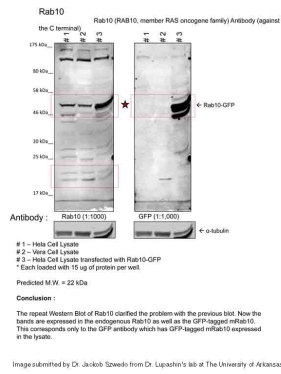 Rab10
Rab10 (RAB10, member RAS oncogene family) Antibody (against
the C terminal)
# 1
# 2
# 3
# 1
# 2
# 3
175 kDa
80 kDa
58 kDa
46 kDa
← Rab10-GFP
30 kDa
25 kDa
17 kDa
Antibody : Rab10 (1:1000) GFP (1:1,000)
← α-tubulin
# 1 – Hela Cell Lysate
# 2 – Vera Cell Lysate
# 3 – Hela Cell Lysate transfected with Rab10-GFP
* Each loaded with 15 ug of protein per well.
Predicted M.W. = 22 kDa
Conclusion :
The repeat Western Blot of Rab10 clarified the problem with the previous blot. Now the
bands are expressed in the endogenous Rab10 as well as the GFP-tagged mRab10.
This corresponds only to the GFP antibody which has GFP-tagged mRab10 expressed
in the lysate.
Image submitted by Dr. Jackob Szwedo from Dr. Lupashin's lab at The University of Arkansas